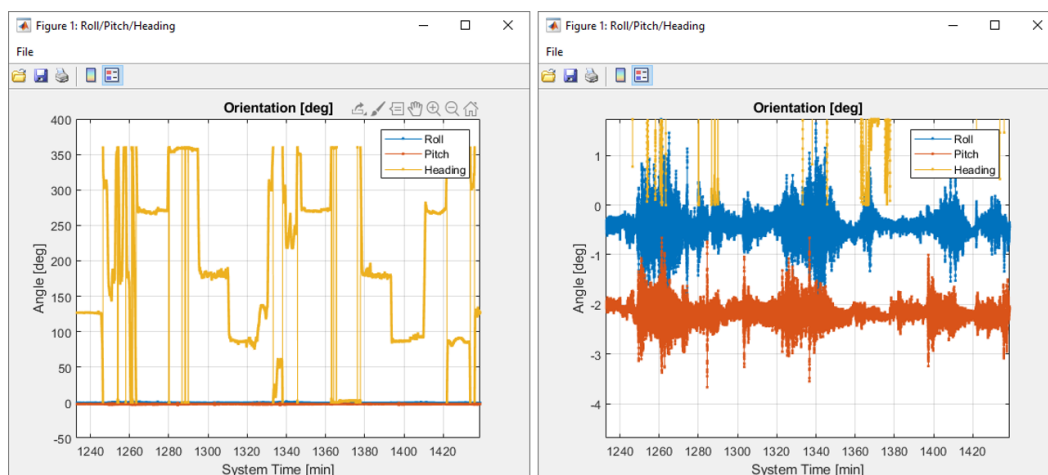 Figure 1: Roll/Pitch/Heading
File
Orientation [deg]
400
350
300
250
200
150
100
50
0
-50
Angle [deg]
Roll
Pitch
Heading
1240 1260 1280 1300 1320 1340 1360 1380 1400 1420
System Time [min]
Figure 1: Roll/Pitch/Heading
File
Orientation [deg]
1
0
-1
-2
-3
-4
Angle [deg]
Roll
Pitch
Heading
1240 1260 1280 1300 1320 1340 1360 1380 1400 1420
System Time [min]